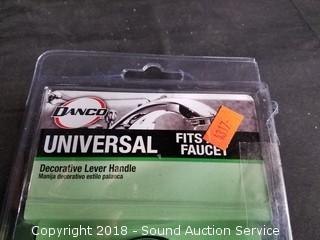 DANCO
UNIVERSAL
FITS
FAUCET
Decorative Lever Handle
Manija decorativo estilo palanca
Copyright 2018 - Sound Auction Service